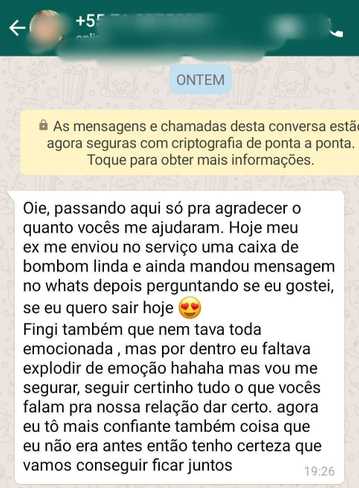 +55
ONTEM
As mensagens e chamadas desta conversa estã
agora seguras com criptografia de ponta a ponta.
Toque para obter mais informações.
Oie, passando aqui só pra agradecer o
quanto vocês me ajudaram. Hoje meu
ex me enviou no serviço uma caixa de
bombom linda e ainda mandou mensagem
no whats depois perguntando se eu gostei,
se eu quero sair hoje 😍
Fingi também que nem tava toda
emocionada , mas por dentro eu faltava
explodir de emoção hahaha mas vou me
segurar, seguir certinho tudo o que vocês
falam pra nossa relação dar certo. agora
eu tô mais confiante também coisa que
eu não era antes então tenho certeza que
vamos conseguir ficar juntos
19:26